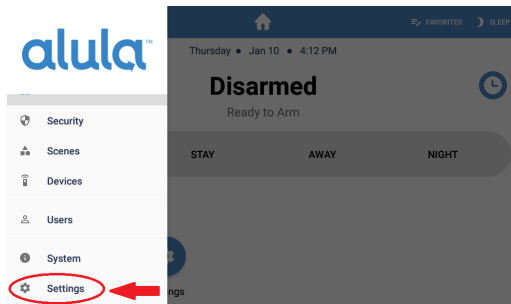 alula™
FAVORITES SLEEP
Thursday • Jan 10 • 4:12 PM
Disarmed
Ready to Arm
Security
Scenes
STAY AWAY NIGHT
Devices
Users
System
Settings
ngs